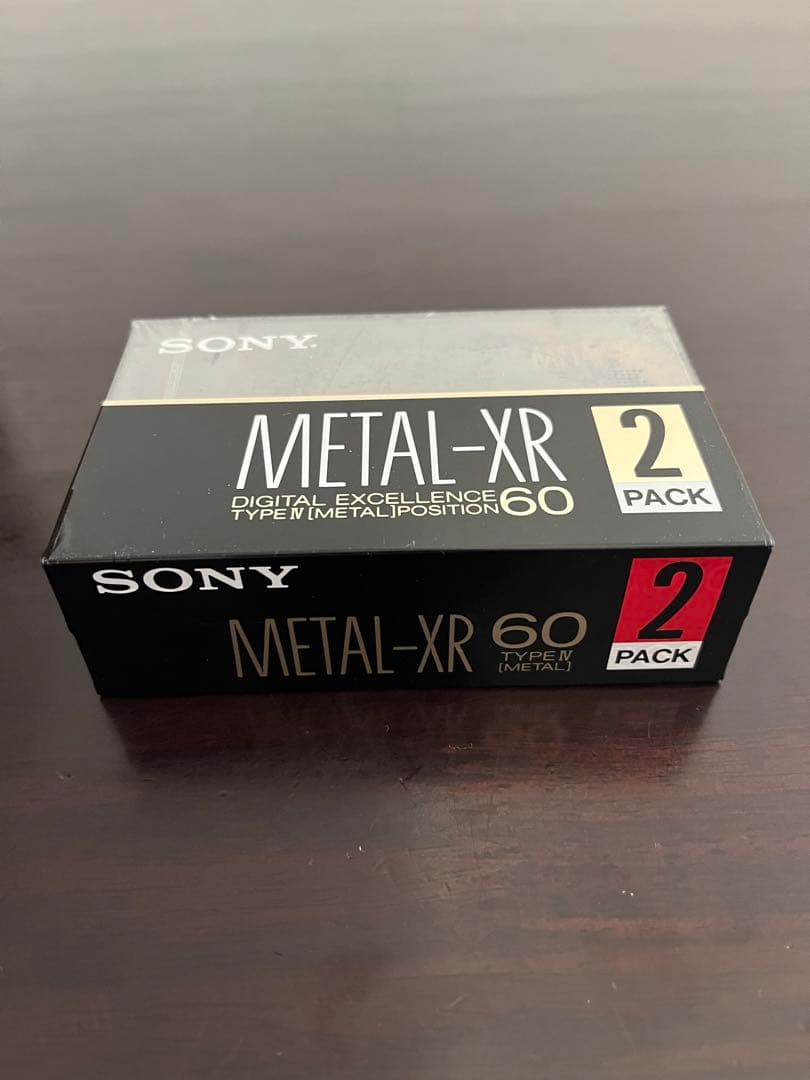 SONY
METAL-XR
DIGITAL EXCELLENCE
TYPE Ⅳ [METAL] POSITION 60
2
PACK
SONY
METAL-XR 60
TYPE Ⅳ
[METAL]
2
PACK